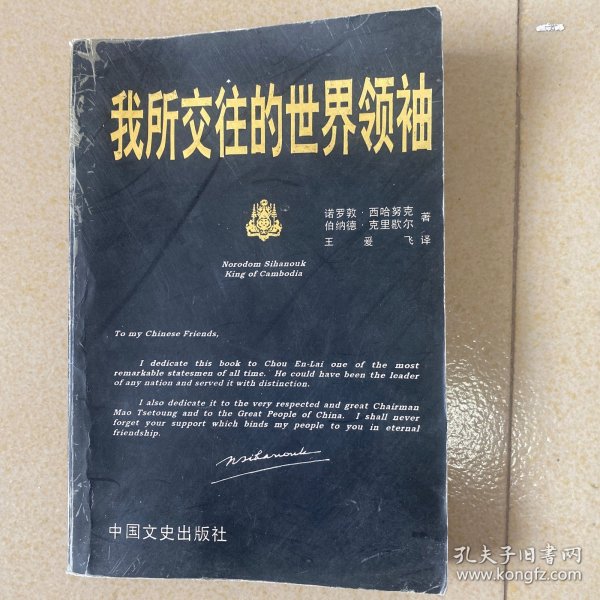 我所交往的世界领袖
诺罗敦·西哈努克
伯纳德·克里歇尔 著
王爱飞 译
Norodom Sihanouk
King of Cambodia
To my Chinese Friends,
I dedicate this book to Chou En-Lai one of the most
remarkable statesmen of all time. He could have been the leader
of any nation and served it with distinction.
I also dedicate it to the very respected and great Chairman
Mao Tsetoung and to the Great People of China. I shall never
forget your support which binds my people to you in eternal
friendship.
nsihanouk
中国文史出版社
孔夫子旧书网
www.kongfz.com